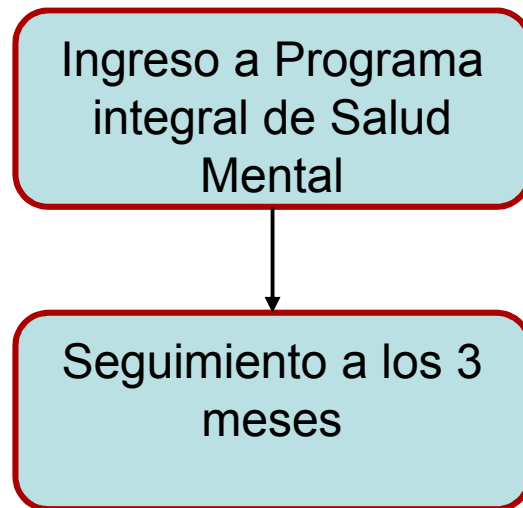 Ingreso a Programa
integral de Salud
Mental
Seguimiento a los 3
meses